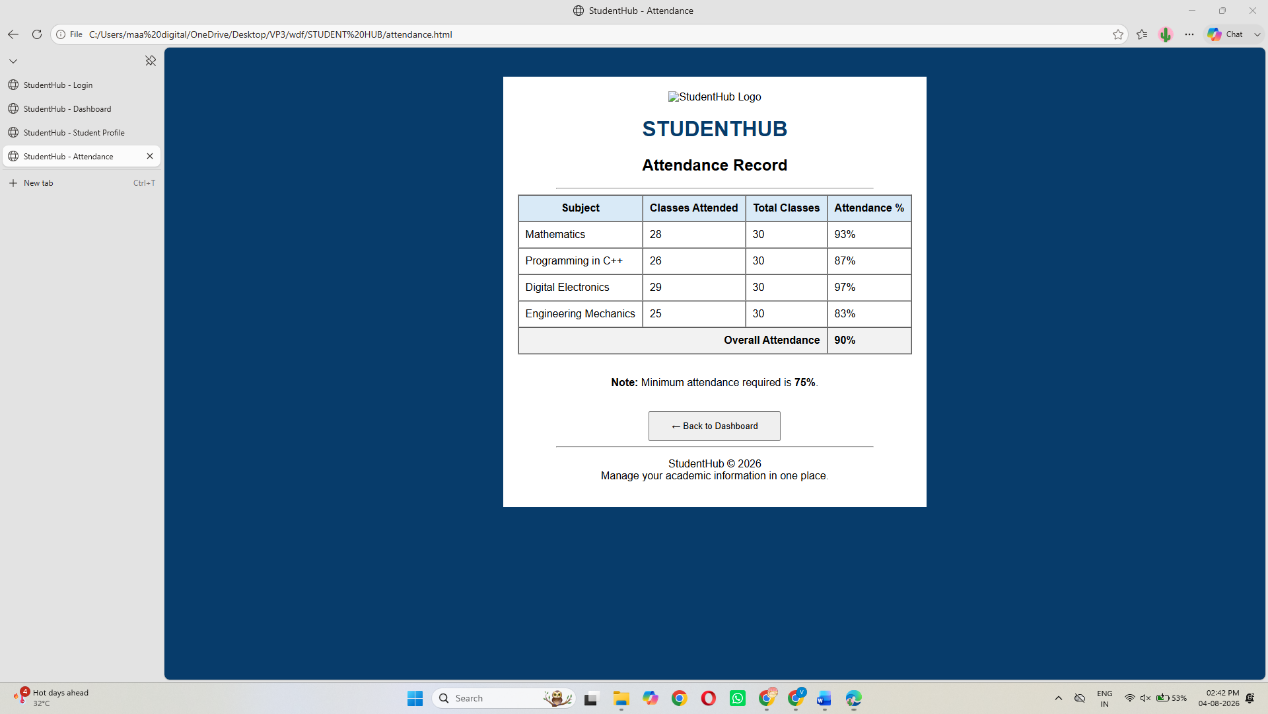 StudentHub - Attendance
File C:/Users/maa%20digital/OneDrive/Desktop/VP3/wdf/STUDENT%20HUB/attendance.html
Chat
StudentHub - Login
StudentHub - Dashboard
StudentHub - Student Profile
StudentHub - Attendance
New tab Ctrl+T
StudentHub Logo
STUDENTHUB
Attendance Record
Subject Classes Attended Total Classes Attendance %
Mathematics 28 30 93%
Programming in C++ 26 30 87%
Digital Electronics 29 30 97%
Engineering Mechanics 25 30 83%
Overall Attendance 90%
Note: Minimum attendance required is 75%.
← Back to Dashboard
StudentHub © 2026
Manage your academic information in one place.
4
Hot days ahead
32°C
Search
V
ENG
IN
53%
02:42 PM
04-08-2026